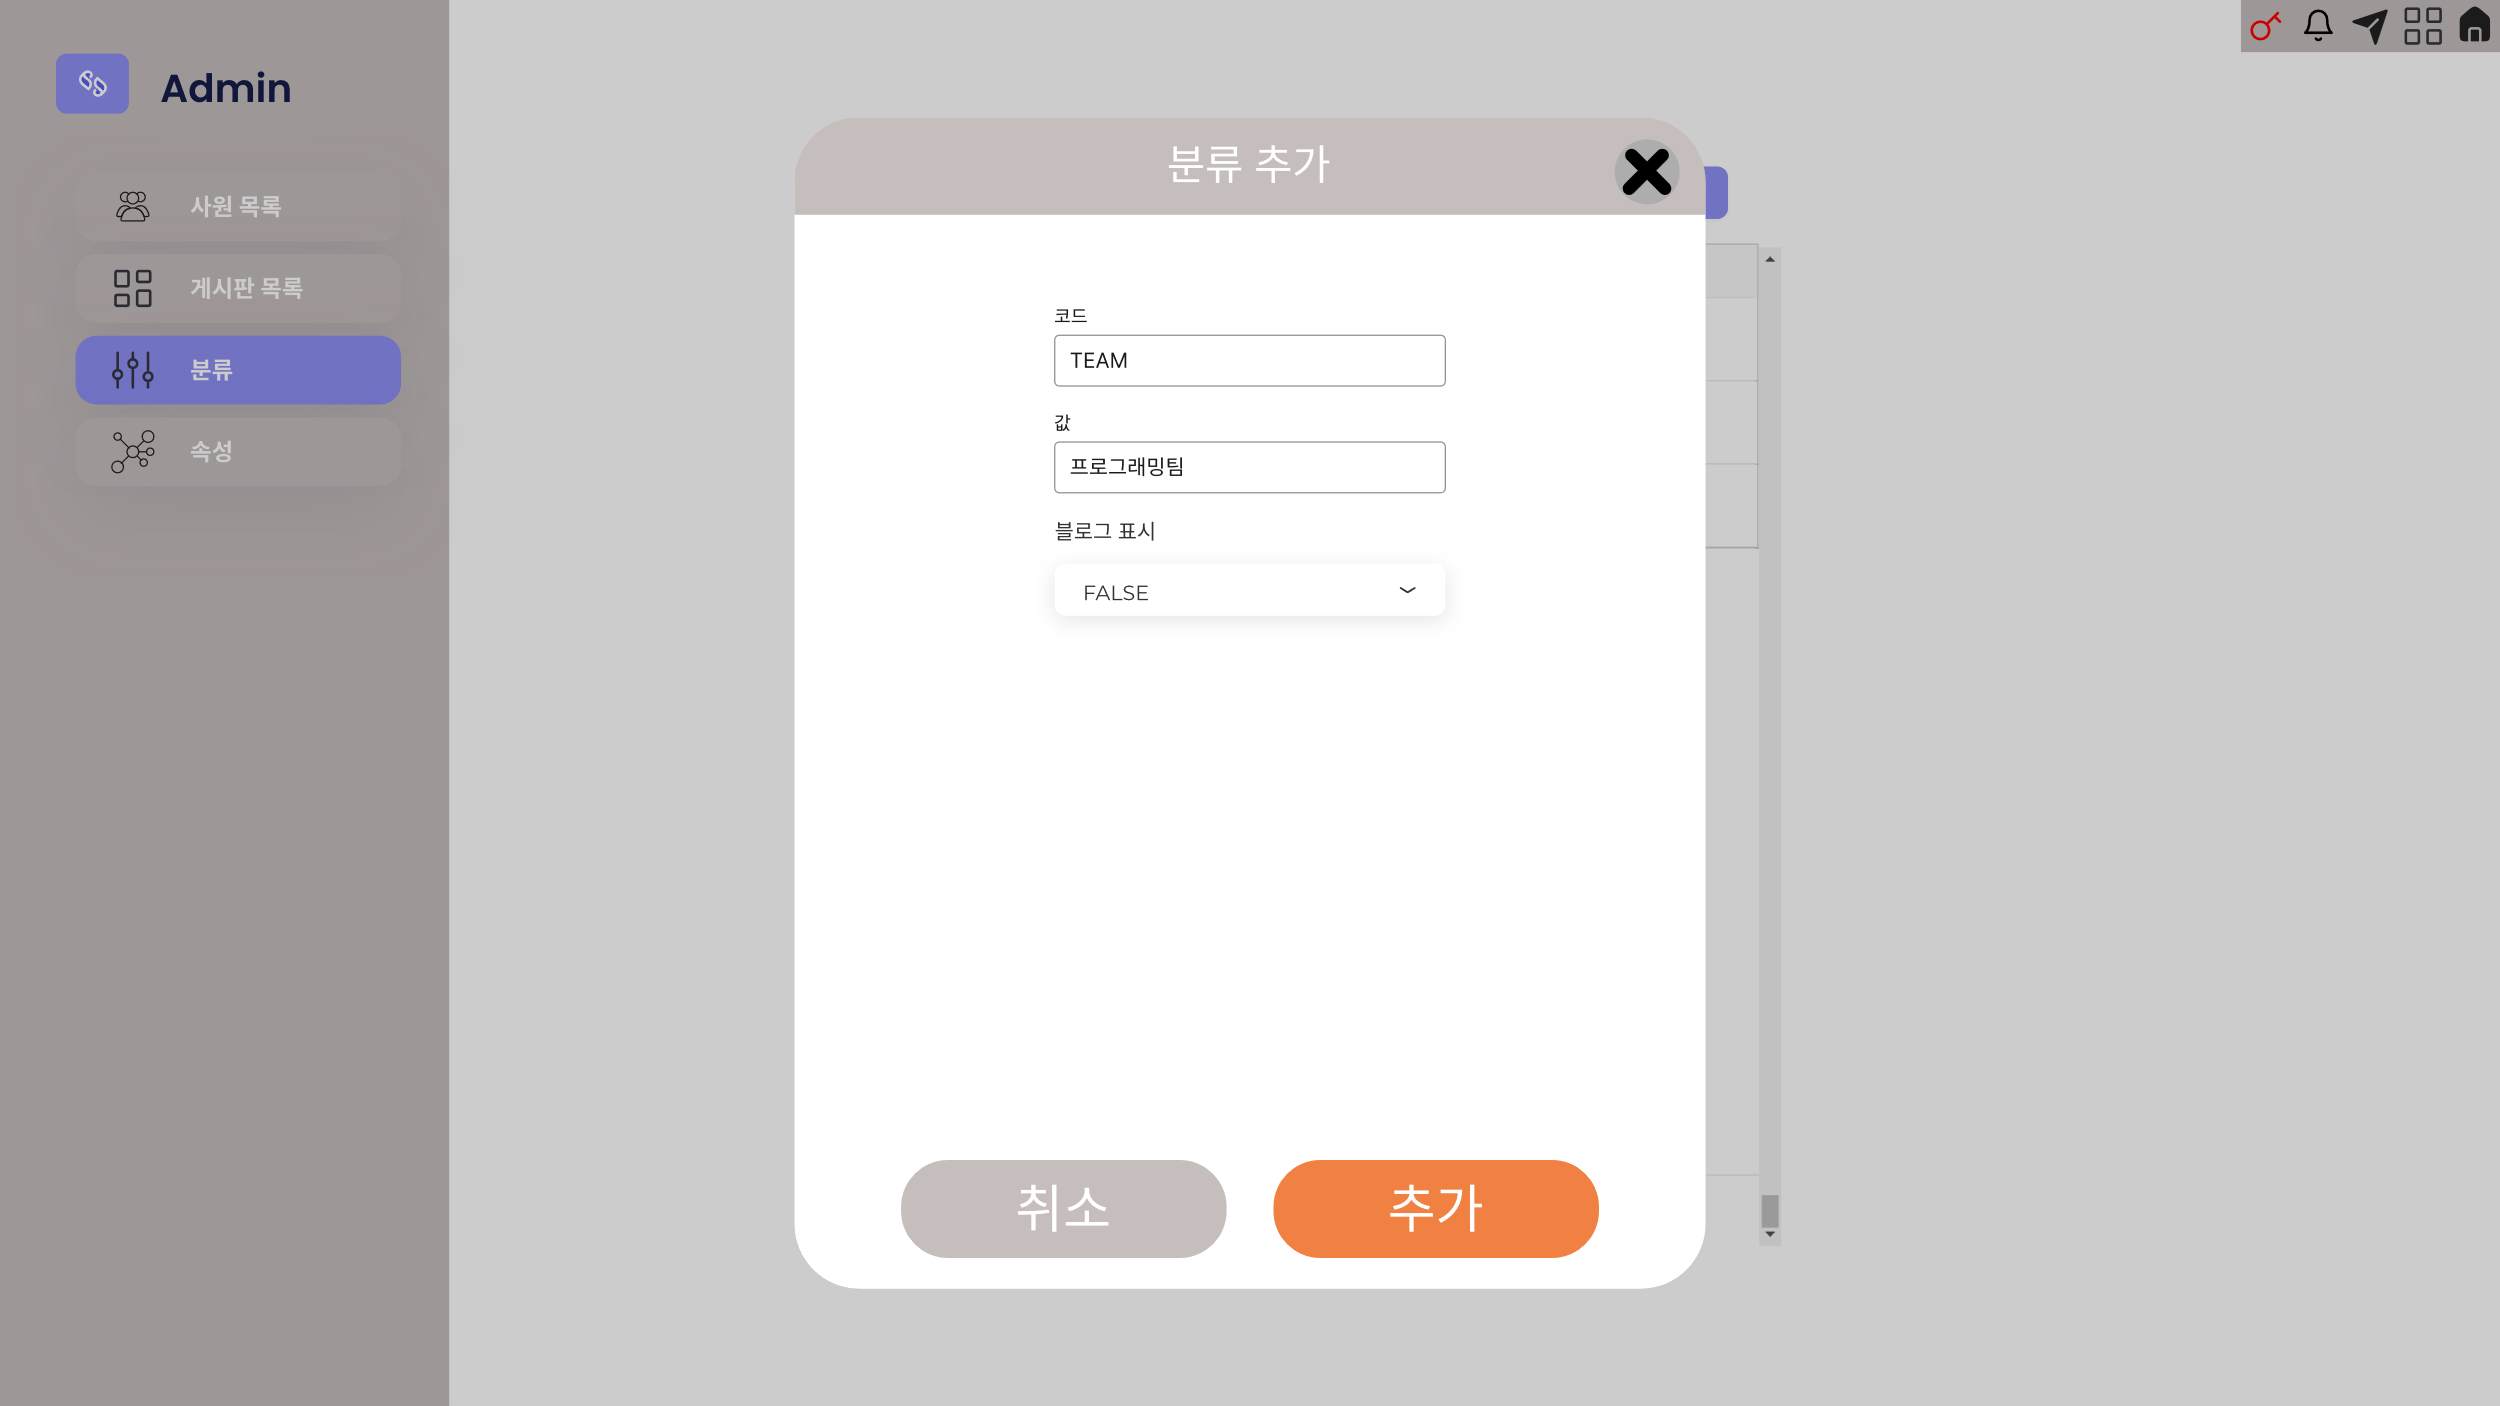 Admin
사원 목록
게시판 목록
분류
속성
분류 추가
코드
TEAM
값
프로그래밍팀
블로그 표시
FALSE
취소
추가